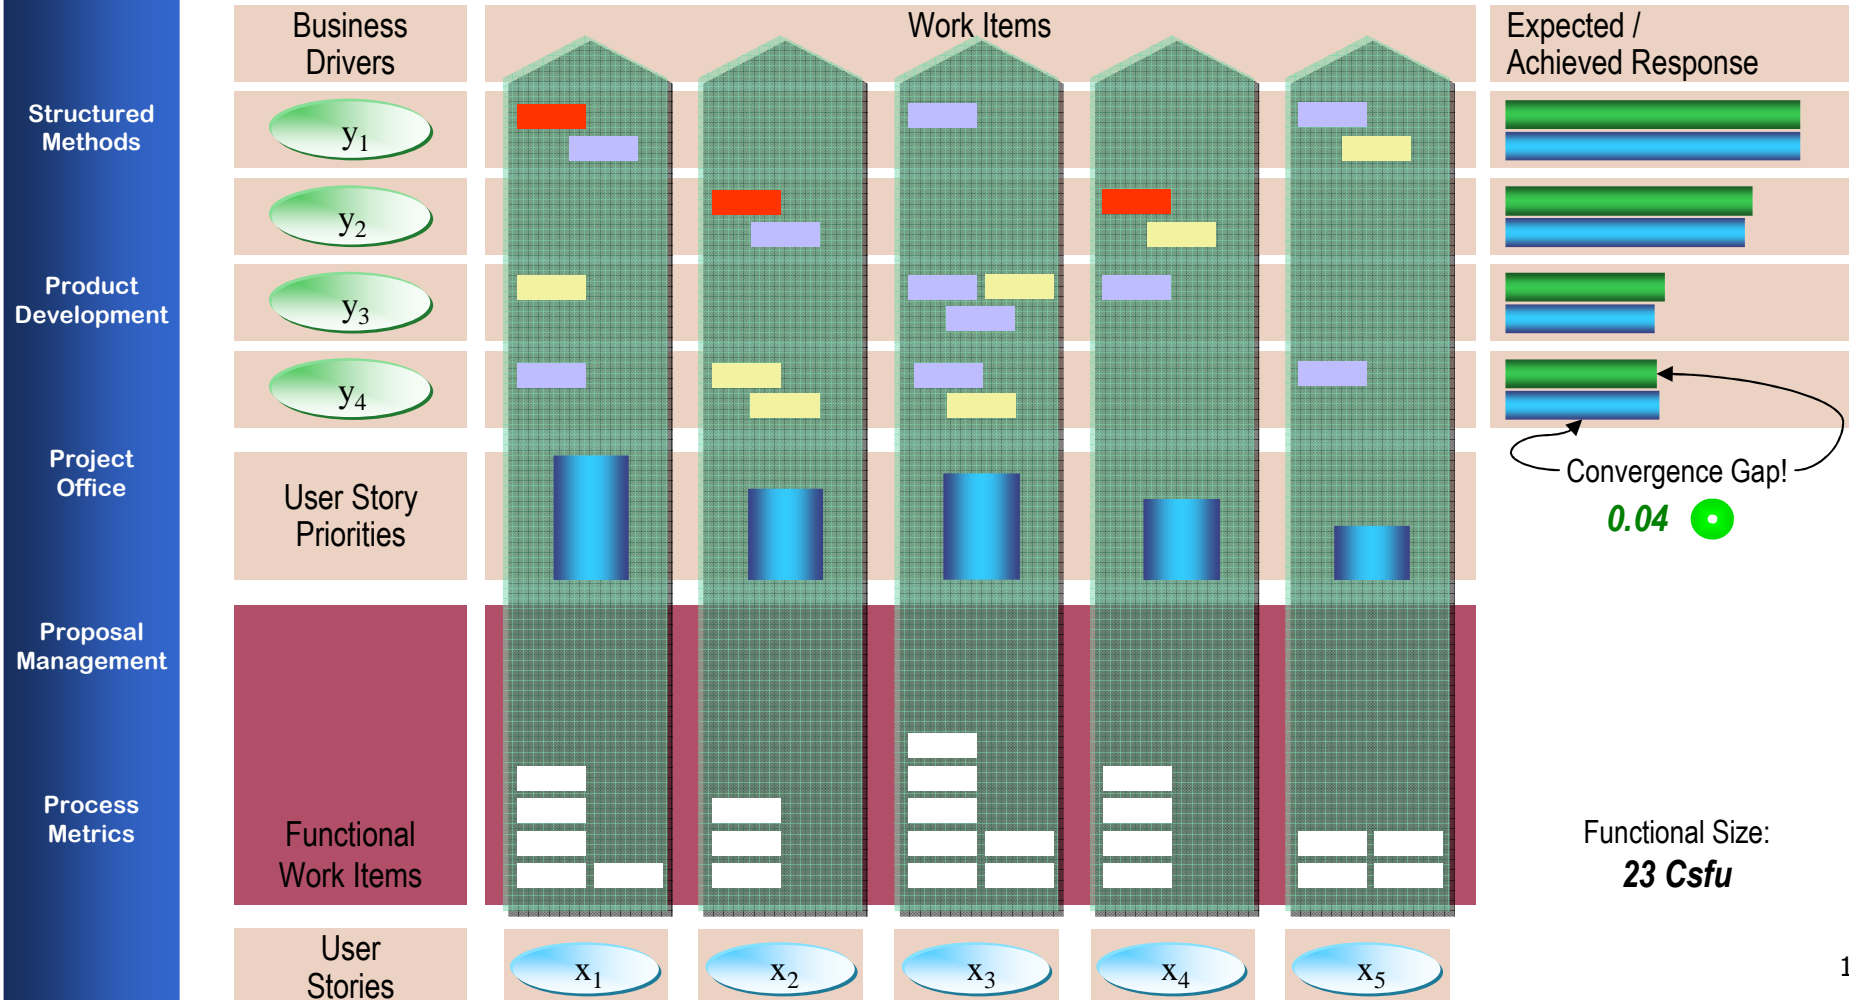 Structured
Methods
Product
Development
Project
Office
Proposal
Management
Process
Metrics
Business
Drivers
Work Items
Expected /
Achieved Response
y1
y2
y3
y4
User Story
Priorities
Convergence Gap!
0.04
Functional
Work Items
Functional Size:
23 Csfu
User
Stories
x1
x2
x3
x4
x5
1